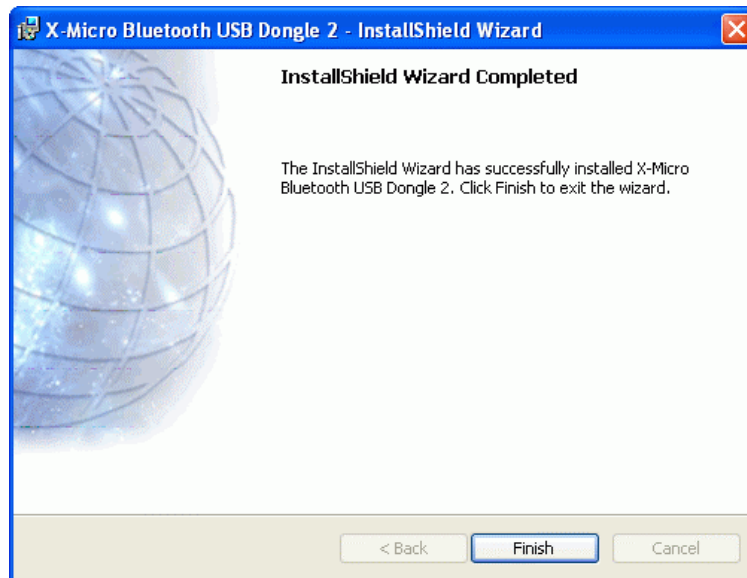 X-Micro Bluetooth USB Dongle 2 - InstallShield Wizard
InstallShield Wizard Completed
The InstallShield Wizard has successfully installed X-Micro
Bluetooth USB Dongle 2. Click Finish to exit the wizard.
< Back Finish Cancel